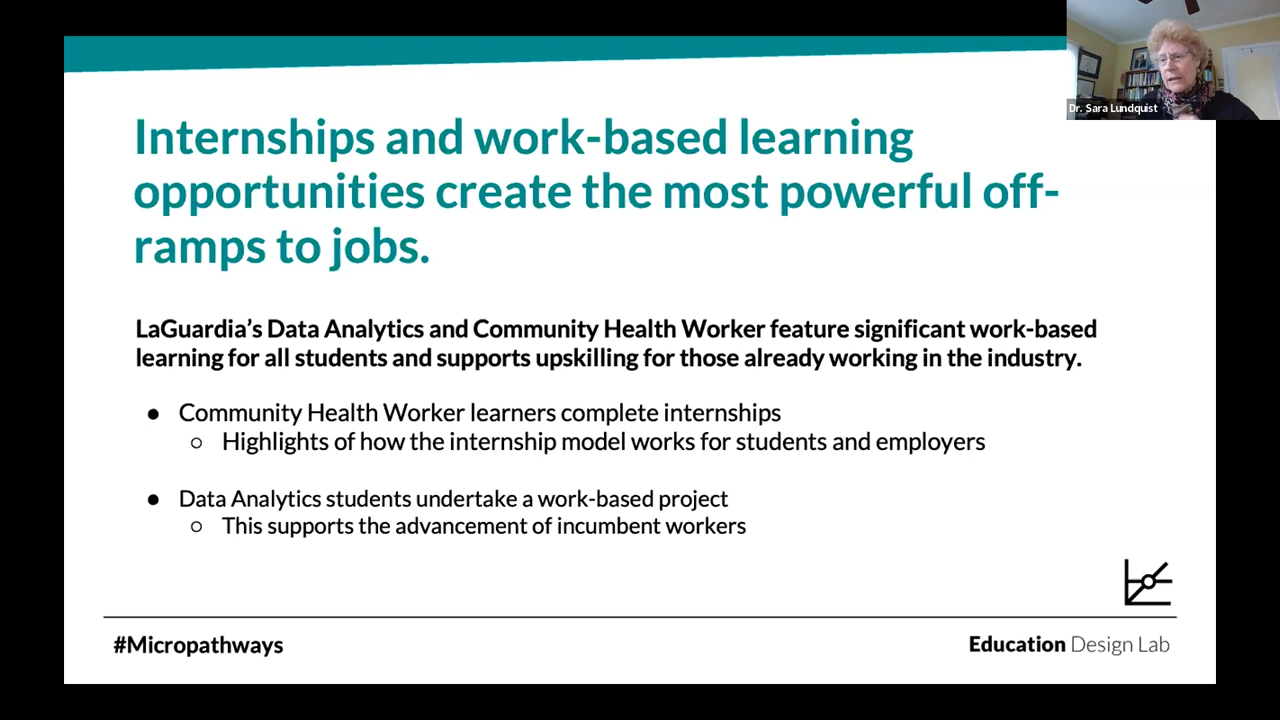 Dr. Sara Lundquist
Internships and work-based learning
opportunities create the most powerful off-
ramps to jobs.
LaGuardia’s Data Analytics and Community Health Worker feature significant work-based
learning for all students and supports upskilling for those already working in the industry.
● Community Health Worker learners complete internships
○ Highlights of how the internship model works for students and employers
● Data Analytics students undertake a work-based project
○ This supports the advancement of incumbent workers
#Micropathways
Education Design Lab